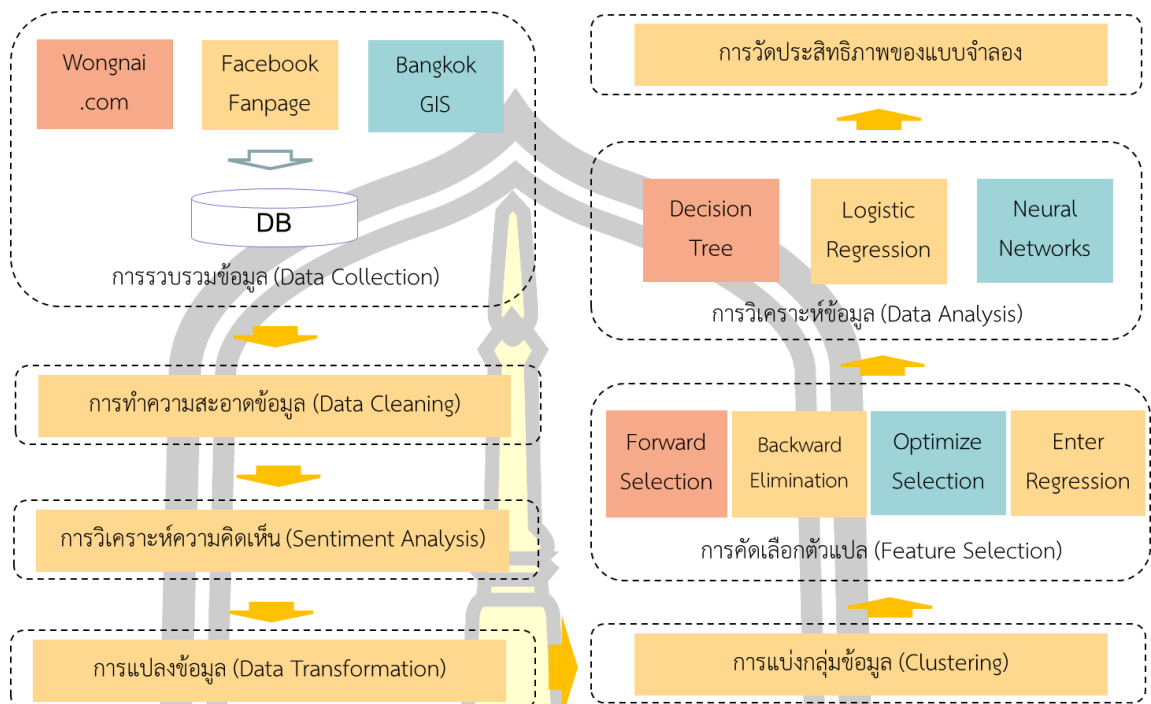 Wongnai
.com
Facebook
Fanpage
Bangkok
GIS
DB
การรวบรวมข้อมูล (Data Collection)
การทำความสะอาดข้อมูล (Data Cleaning)
การวิเคราะห์ความคิดเห็น (Sentiment Analysis)
การแปลงข้อมูล (Data Transformation)
การแบ่งกลุ่มข้อมูล (Clustering)
Forward
Selection
Backward
Elimination
Optimize
Selection
Enter
Regression
การคัดเลือกตัวแปล (Feature Selection)
Decision
Tree
Logistic
Regression
Neural
Networks
การวิเคราะห์ข้อมูล (Data Analysis)
การวัดประสิทธิภาพของแบบจำลอง